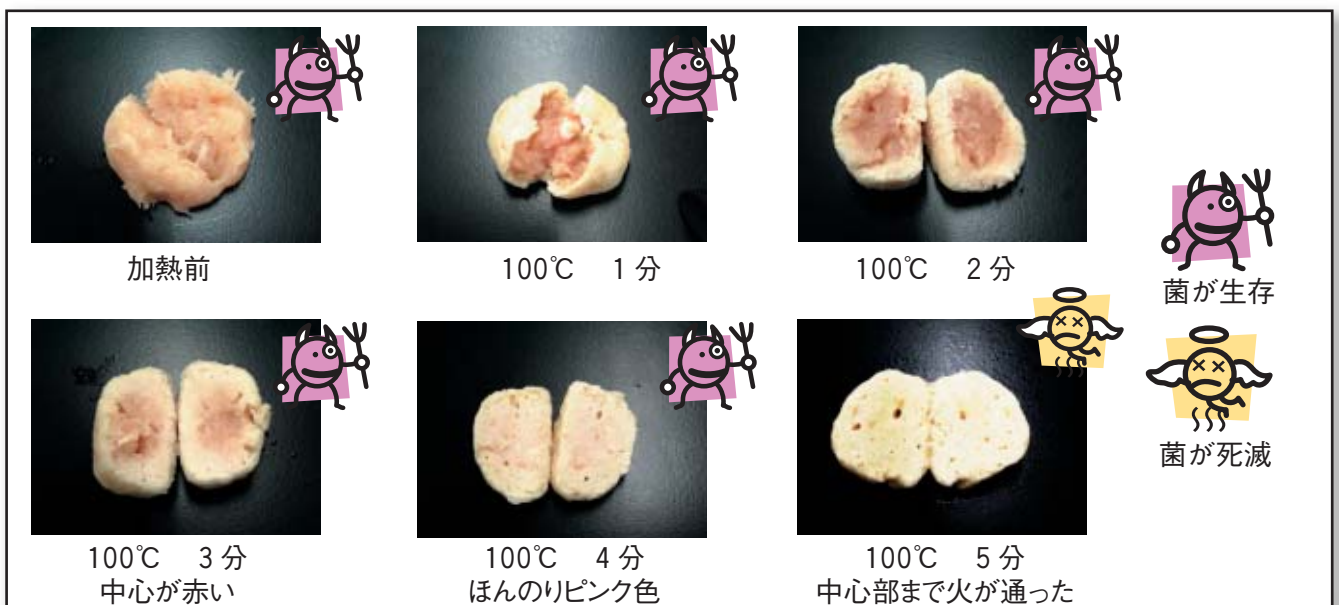 加熱前
100℃ 1分
100℃ 2分
菌が生存
菌が死滅
100℃ 3分
中心が赤い
100℃ 4分
ほんのりピンク色
100℃ 5分
中心部まで火が通った